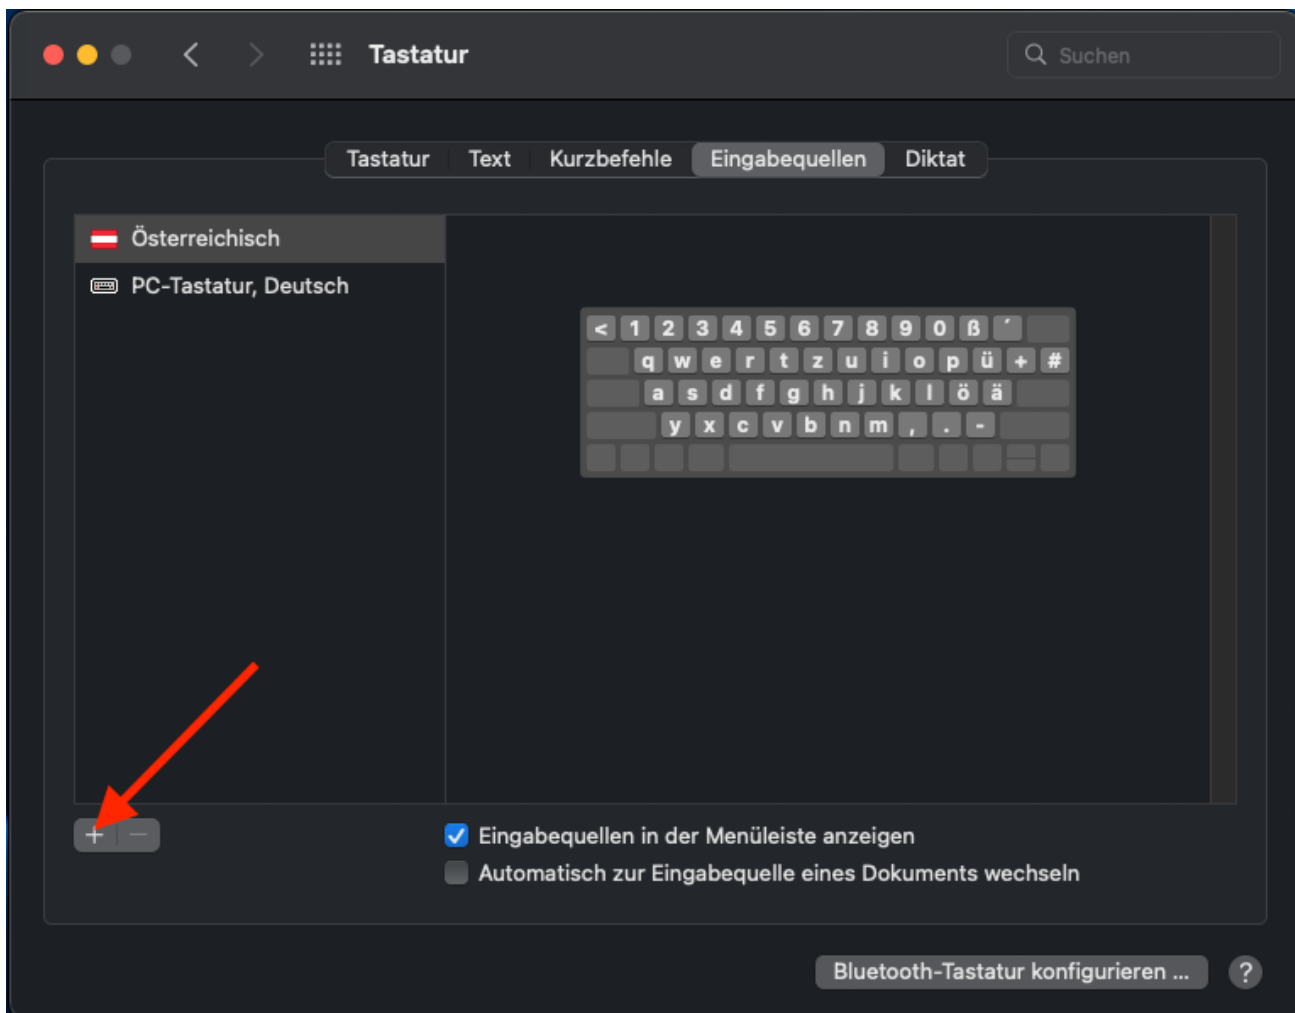 Tastatur
Suchen
Tastatur Text Kurzbefehle Eingabequellen Diktat
Österreichisch
PC-Tastatur, Deutsch
< 1 2 3 4 5 6 7 8 9 0 ß ´
q w e r t z u i o p ü + #
a s d f g h j k l ö ä
y x c v b n m , . -
+ −
Eingabequellen in der Menüleiste anzeigen
Automatisch zur Eingabequelle eines Dokuments wechseln
Bluetooth-Tastatur konfigurieren ... ?